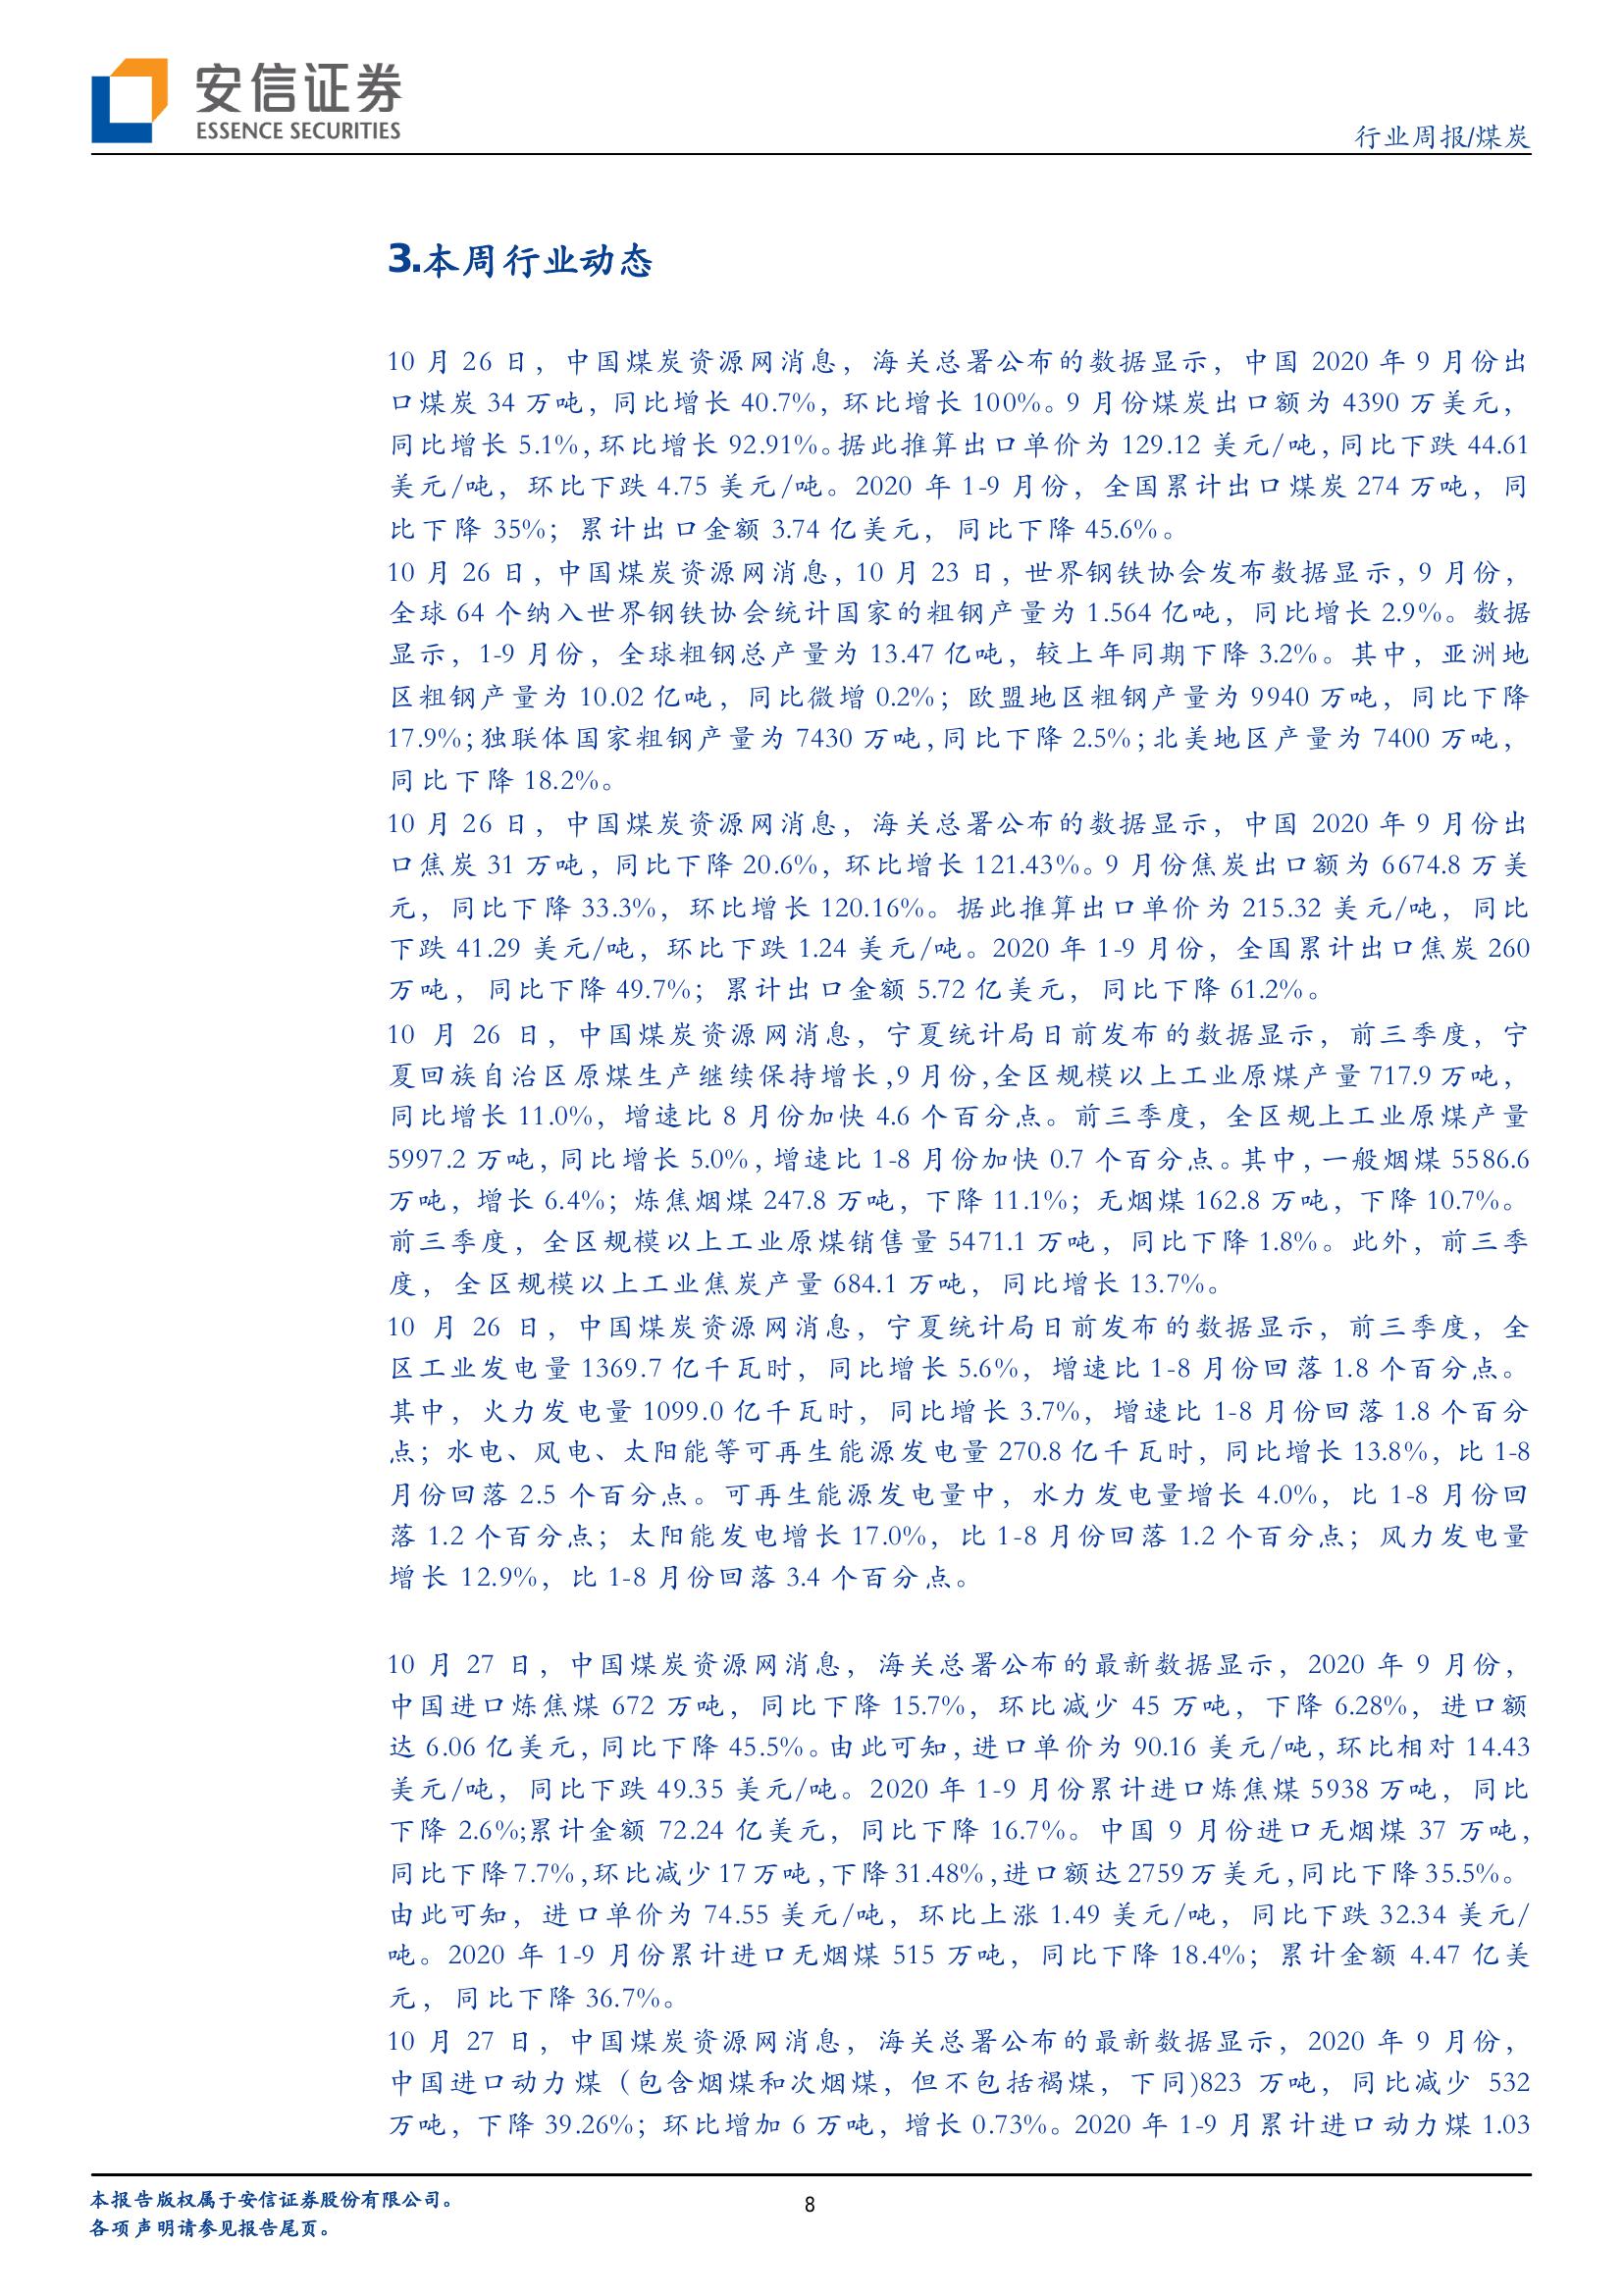 安信证券
ESSENCE SECURITIES
行业周报/煤炭
3.本周行业动态
10 月 26 日，中国煤炭资源网消息，海关总署公布的数据显示，中国 2020 年 9 月份出
口煤炭 34 万吨，同比增长 40.7%，环比增长 100%。9 月份煤炭出口额为 4390 万美元，
同比增长 5.1%，环比增长 92.91%。据此推算出口单价为 129.12 美元/吨，同比下跌 44.61
美元/吨，环比下跌 4.75 美元/吨。2020 年 1-9 月份，全国累计出口煤炭 274 万吨，同
比下降 35%；累计出口金额 3.74 亿美元，同比下降 45.6%。
10 月 26 日，中国煤炭资源网消息，10 月 23 日，世界钢铁协会发布数据显示，9 月份，
全球 64 个纳入世界钢铁协会统计国家的粗钢产量为 1.564 亿吨，同比增长 2.9%。数据
显示，1-9 月份，全球粗钢总产量为 13.47 亿吨，较上年同期下降 3.2%。其中，亚洲地
区粗钢产量为 10.02 亿吨，同比微增 0.2%；欧盟地区粗钢产量为 9940 万吨，同比下降
17.9%；独联体国家粗钢产量为 7430 万吨，同比下降 2.5%；北美地区产量为 7400 万吨，
同比下降 18.2%。
10 月 26 日，中国煤炭资源网消息，海关总署公布的数据显示，中国 2020 年 9 月份出
口焦炭 31 万吨，同比下降 20.6%，环比增长 121.43%。9 月份焦炭出口额为 6674.8 万美
元，同比下降 33.3%，环比增长 120.16%。据此推算出口单价为 215.32 美元/吨，同比
下跌 41.29 美元/吨，环比下跌 1.24 美元/吨。2020 年 1-9 月份，全国累计出口焦炭 260
万吨，同比下降 49.7%；累计出口金额 5.72 亿美元，同比下降 61.2%。
10 月 26 日，中国煤炭资源网消息，宁夏统计局日前发布的数据显示，前三季度，宁
夏回族自治区原煤生产继续保持增长,9 月份,全区规模以上工业原煤产量 717.9 万吨，
同比增长 11.0%，增速比 8 月份加快 4.6 个百分点。前三季度，全区规上工业原煤产量
5997.2 万吨，同比增长 5.0%，增速比 1-8 月份加快 0.7 个百分点。其中，一般烟煤 5586.6
万吨，增长 6.4%；炼焦烟煤 247.8 万吨，下降 11.1%；无烟煤 162.8 万吨，下降 10.7%。
前三季度，全区规模以上工业原煤销售量 5471.1 万吨，同比下降 1.8%。此外，前三季
度，全区规模以上工业焦炭产量 684.1 万吨，同比增长 13.7%。
10 月 26 日，中国煤炭资源网消息，宁夏统计局日前发布的数据显示，前三季度，全
区工业发电量 1369.7 亿千瓦时，同比增长 5.6%，增速比 1-8 月份回落 1.8 个百分点。
其中，火力发电量 1099.0 亿千瓦时，同比增长 3.7%，增速比 1-8 月份回落 1.8 个百分
点；水电、风电、太阳能等可再生能源发电量 270.8 亿千瓦时，同比增长 13.8%，比 1-8
月份回落 2.5 个百分点。可再生能源发电量中，水力发电量增长 4.0%，比 1-8 月份回
落 1.2 个百分点；太阳能发电增长 17.0%，比 1-8 月份回落 1.2 个百分点；风力发电量
增长 12.9%，比 1-8 月份回落 3.4 个百分点。
10 月 27 日，中国煤炭资源网消息，海关总署公布的最新数据显示，2020 年 9 月份，
中国进口炼焦煤 672 万吨，同比下降 15.7%，环比减少 45 万吨，下降 6.28%，进口额
达 6.06 亿美元，同比下降 45.5%。由此可知，进口单价为 90.16 美元/吨，环比相对 14.43
美元/吨，同比下跌 49.35 美元/吨。2020 年 1-9 月份累计进口炼焦煤 5938 万吨，同比
下降 2.6%;累计金额 72.24 亿美元，同比下降 16.7%。中国 9 月份进口无烟煤 37 万吨，
同比下降 7.7%，环比减少 17 万吨，下降 31.48%，进口额达 2759 万美元，同比下降 35.5%。
由此可知，进口单价为 74.55 美元/吨，环比上涨 1.49 美元/吨，同比下跌 32.34 美元/
吨。2020 年 1-9 月份累计进口无烟煤 515 万吨，同比下降 18.4%；累计金额 4.47 亿美
元，同比下降 36.7%。
10 月 27 日，中国煤炭资源网消息，海关总署公布的最新数据显示，2020 年 9 月份，
中国进口动力煤（包含烟煤和次烟煤，但不包括褐煤，下同)823 万吨，同比减少 532
万吨，下降 39.26%；环比增加 6 万吨，增长 0.73%。2020 年 1-9 月累计进口动力煤 1.03
本报告版权属于安信证券股份有限公司。
各项声明请参见报告尾页。
8